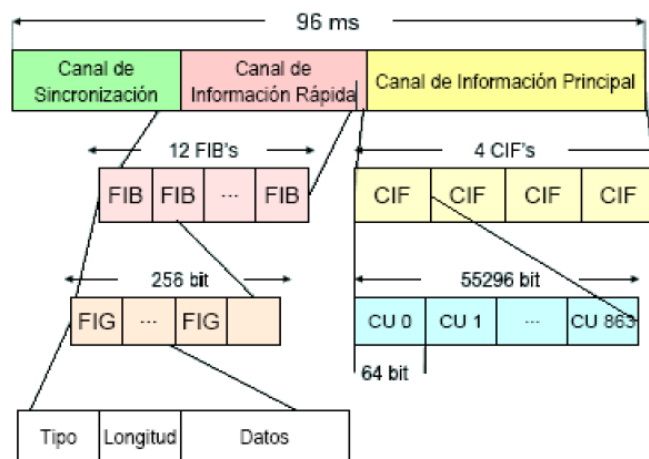 96 ms
Canal de
Sincronización
Canal de
Información Rápida
Canal de Información Principal
12 FIB's
4 CIF's
FIB FIB ... FIB
CIF CIF CIF CIF
256 bit
55296 bit
FIG ... FIG
CU 0 CU 1 ... CU 863
64 bit
Tipo Longitud Datos